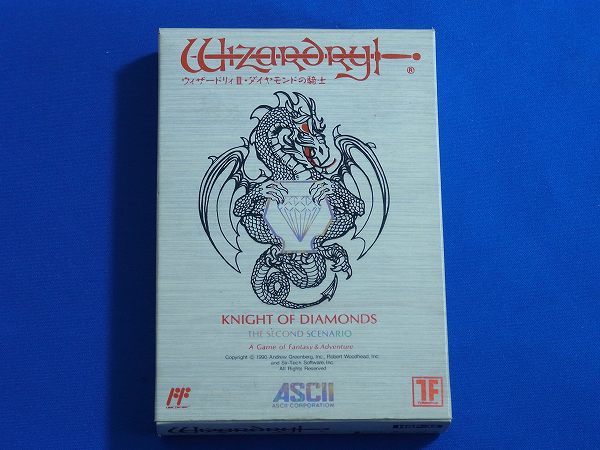 Wizardry
®
ウィザードリィIII・ダイヤモンドの騎士
KNIGHT OF DIAMONDS
THE SECOND SCENARIO
A Game of Fantasy & Adventure
Copyright © 1990 Andrew Greenberg, Inc., Robert Woodhead, Inc.
and Sir-Tech Software, Inc.
All Rights Reserved
ASCII
ASCII CORPORATION